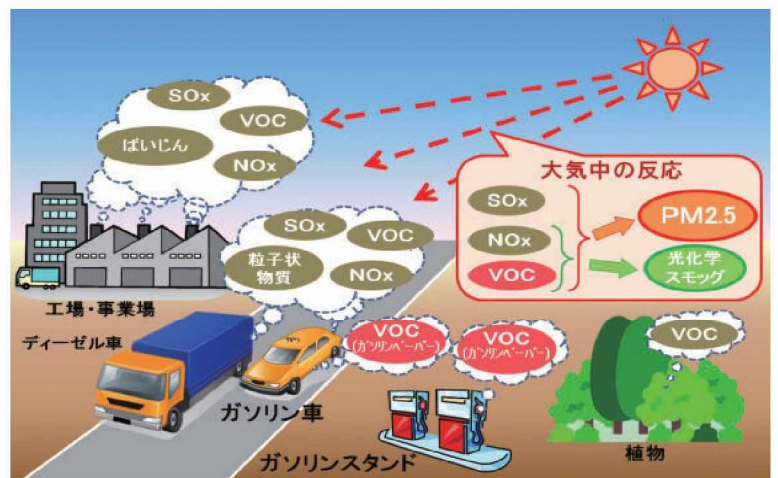 SOx
VOC
ばいじん
NOx
大気中の反応
SOx
NOx
VOC
PM2.5
光化学
スモッグ
SOx
VOC
粒子状
物質
NOx
工場・事業場
ディーゼル車
ガソリン車
VOC
(ガソリンベーパー)
VOC
(ガソリンベーパー)
VOC
ガソリンスタンド
植物